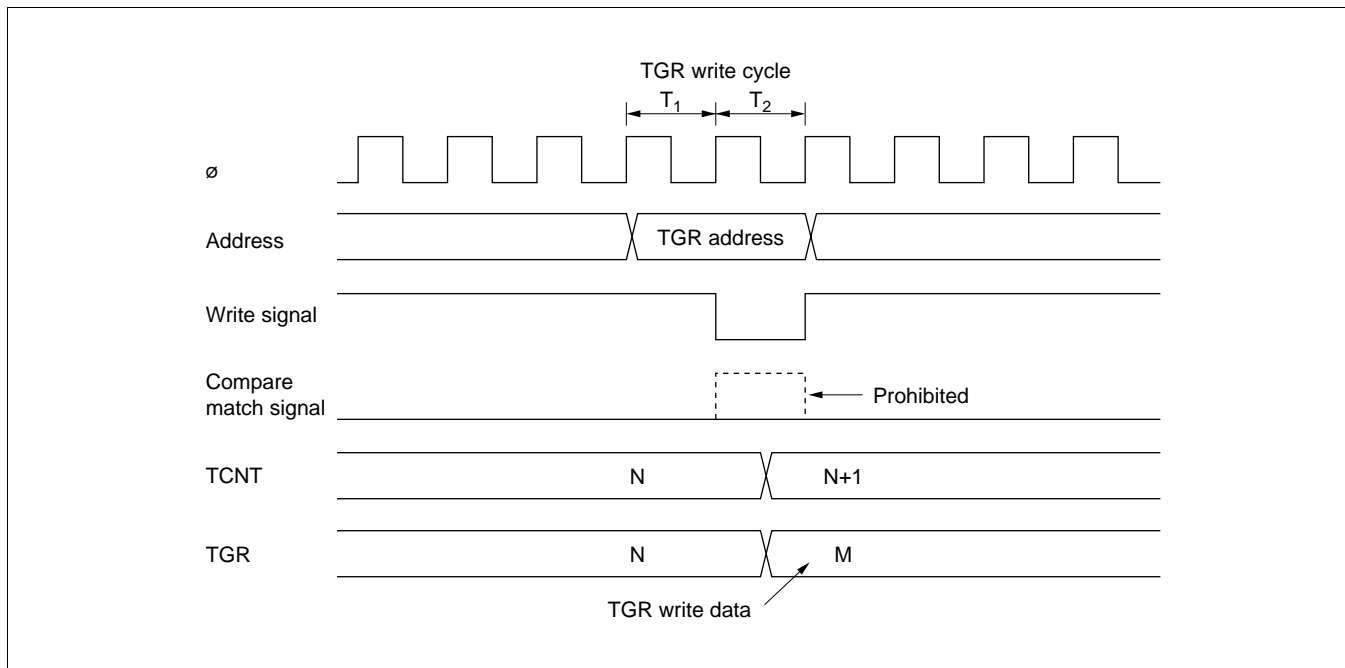 TGR write cycle
T₁ T₂
ø
Address TGR address
Write signal
Compare
match signal Prohibited
TCNT N N+1
TGR N M
TGR write data